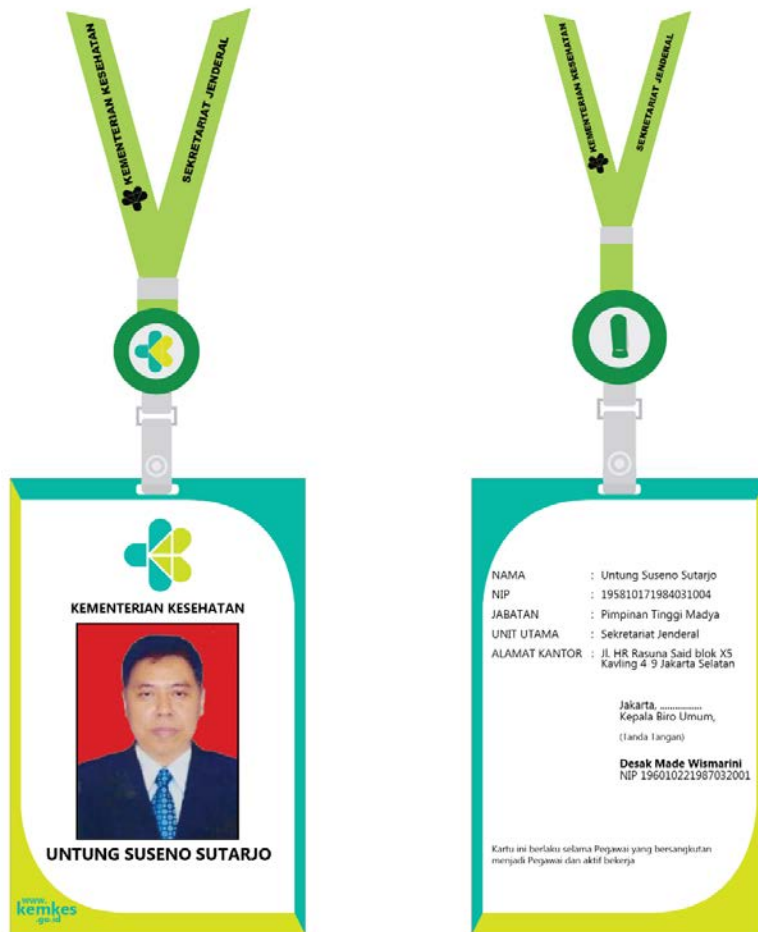 KEMENTERIAN KESEHATAN
SEKRETARIAT JENDERAL
KEMENTERIAN KESEHATAN
UNTUNG SUSENO SUTARJO
www.
kemkes
.go.id
KEMENTERIAN KESEHATAN
SEKRETARIAT JENDERAL
NAMA : Untung Suseno Sutarjo
NIP : 195810171984031004
JABATAN : Pimpinan Tinggi Madya
UNIT UTAMA : Sekretariat Jenderal
ALAMAT KANTOR : Jl. HR Rasuna Said blok X5
Kavling 4 9 Jakarta Selatan
Jakarta, ................
Kepala Biro Umum,
(Tanda Tangan)
Desak Made Wismarini
NIP 196010221987032001
Kartu ini berlaku selama Pegawai yang bersangkutan
menjadi Pegawai dan aktif bekerja